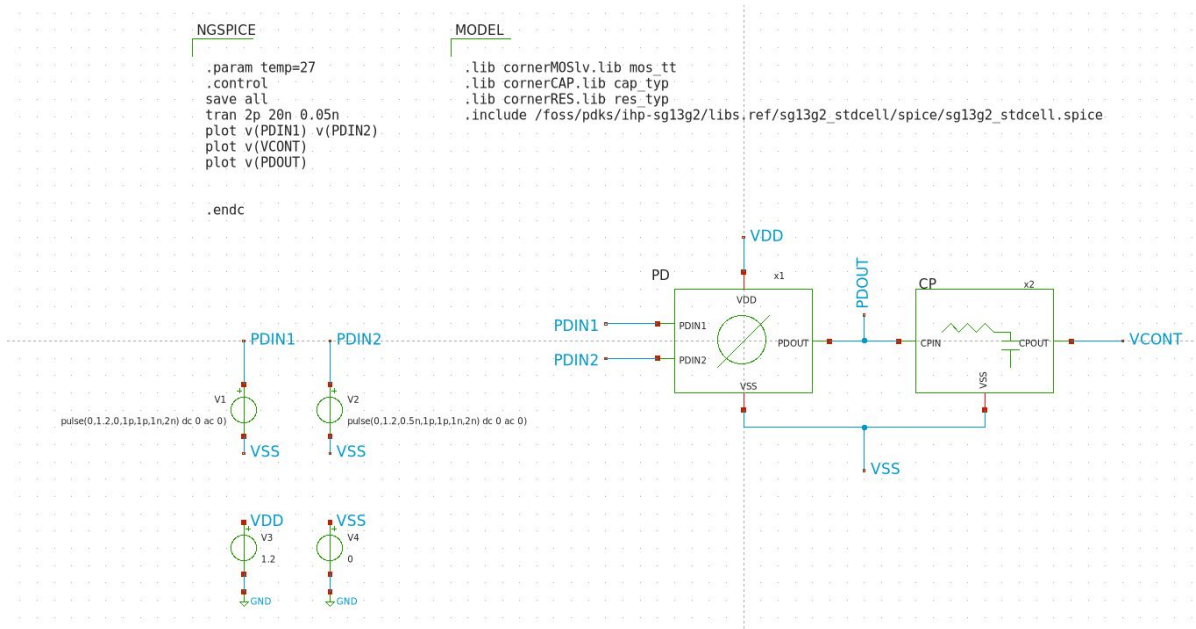 NGSPICE
.param temp=27
.control
save all
tran 2p 20n 0.05n
plot v(PDIN1) v(PDIN2)
plot v(VCONT)
plot v(PDOUT)
.endc
MODEL
.lib cornerMOSlv.lib mos_tt
.lib cornerCAP.lib cap_typ
.lib cornerRES.lib res_typ
.include /foss/pdks/ihp-sg13g2/libs.ref/sg13g2_stdcell/spice/sg13g2_stdcell.spice
VDD
PD
x1
VDD
PDIN1
PDIN1
PDIN2
PDIN2
PDOUT
VSS
PDOUT
CP
x2
CPIN
CPOUT
VSS
VCONT
VSS
PDIN1
V1
pulse(0,1.2,0,1p,1p,1n,2n) dc 0 ac 0)
VSS
PDIN2
V2
pulse(0,1.2,0.5n,1p,1p,1n,2n) dc 0 ac 0)
VSS
VDD
V3
1.2
GND
VSS
V4
0
GND